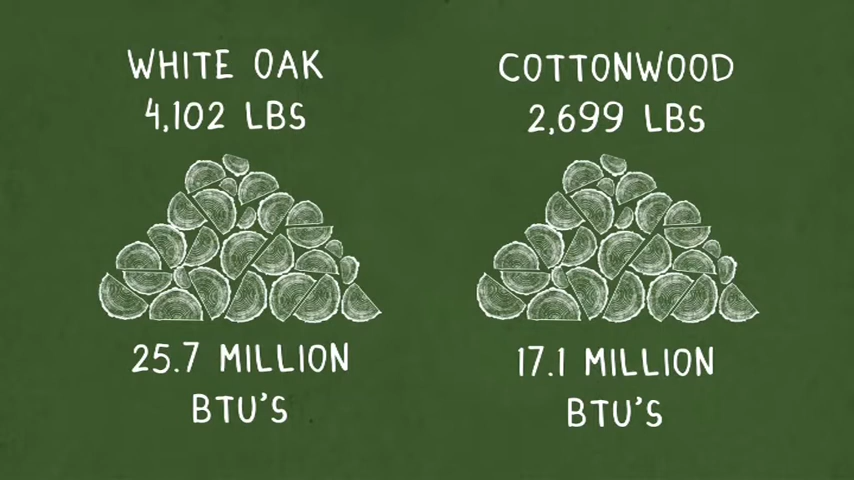 WHITE OAK
4,102 LBS
25.7 MILLION
BTU'S
COTTONWOOD
2,699 LBS
17.1 MILLION
BTU'S